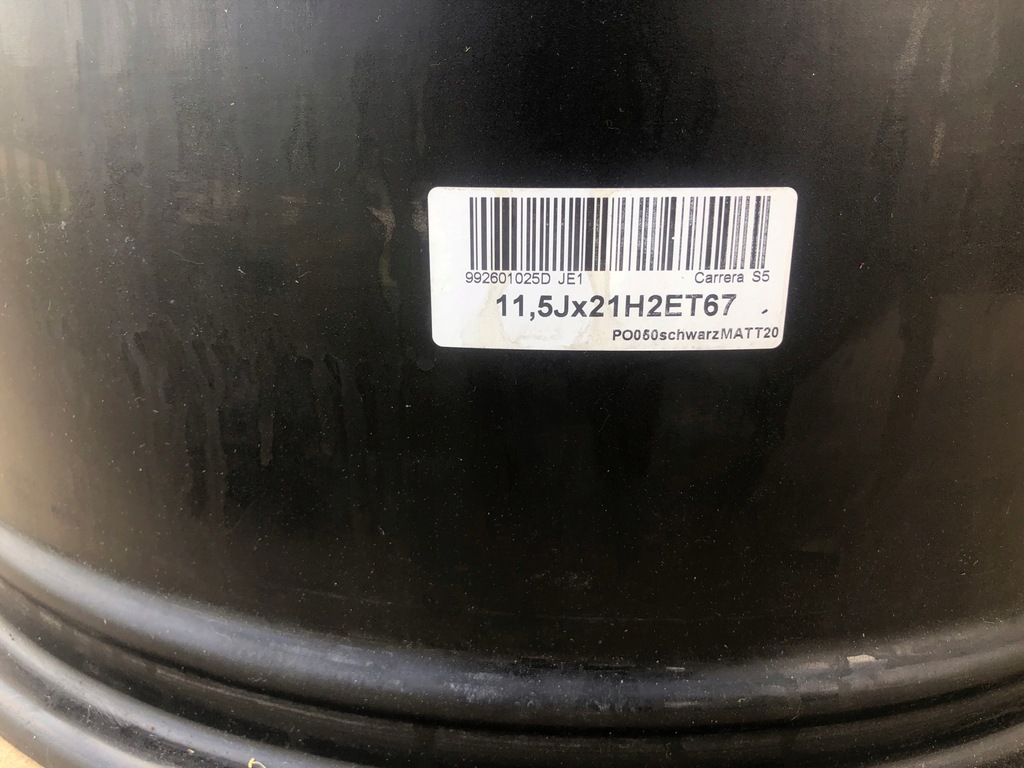 992601025D JE1 Carrera S5
11,5Jx21H2ET67
PO050schwarzMATT20